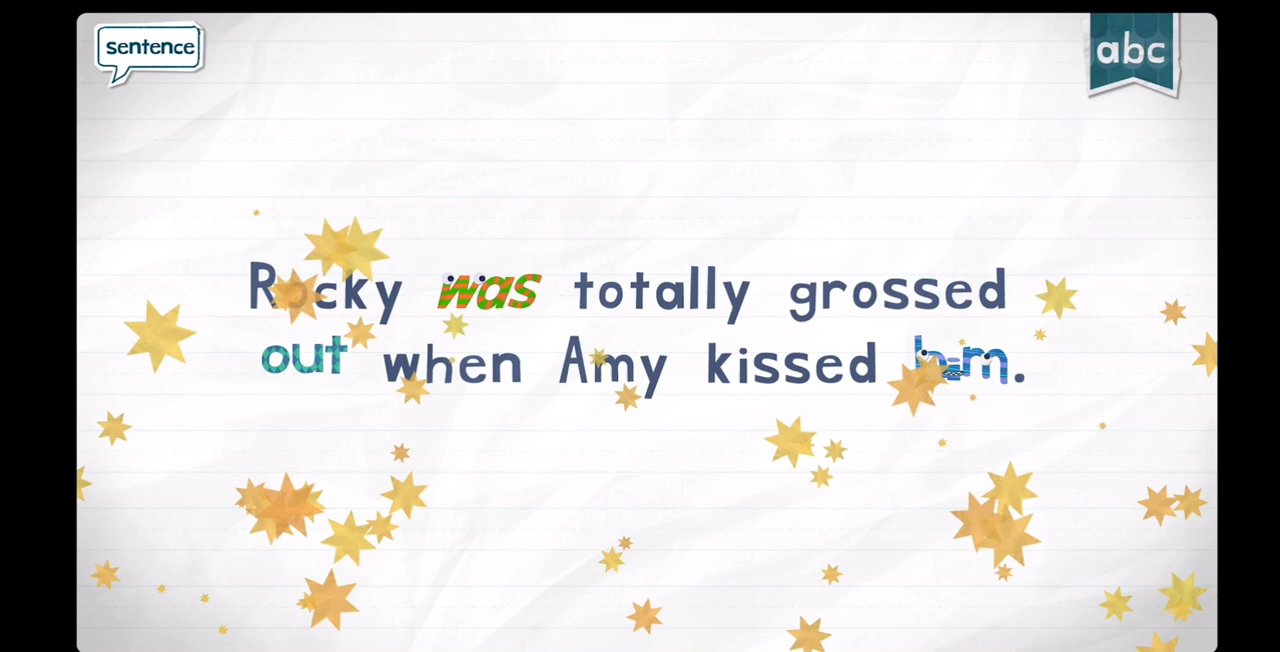 sentence
abc
Rocky was totally grossed
out when Amy kissed him.